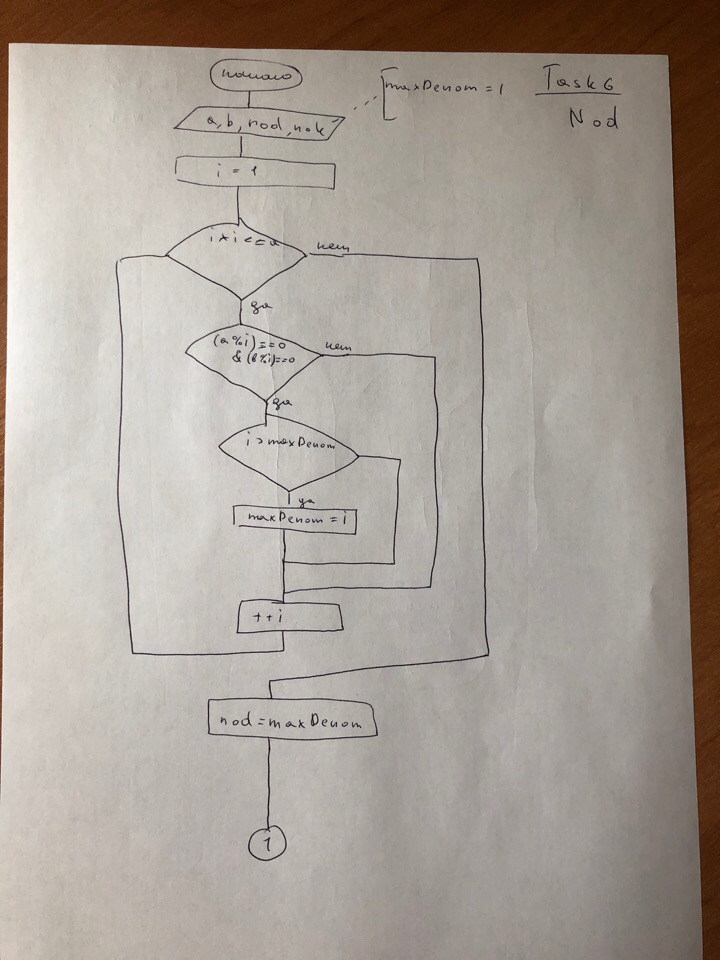 начало
maxDenom = 1
Task 6
Nod
a, b, nod, nok
i = 1
i * i <= a
нет
да
(a % i) == 0
& (b % i) == 0
нет
да
i > maxDenom
да
maxDenom = i
++i
nod = maxDenom
1